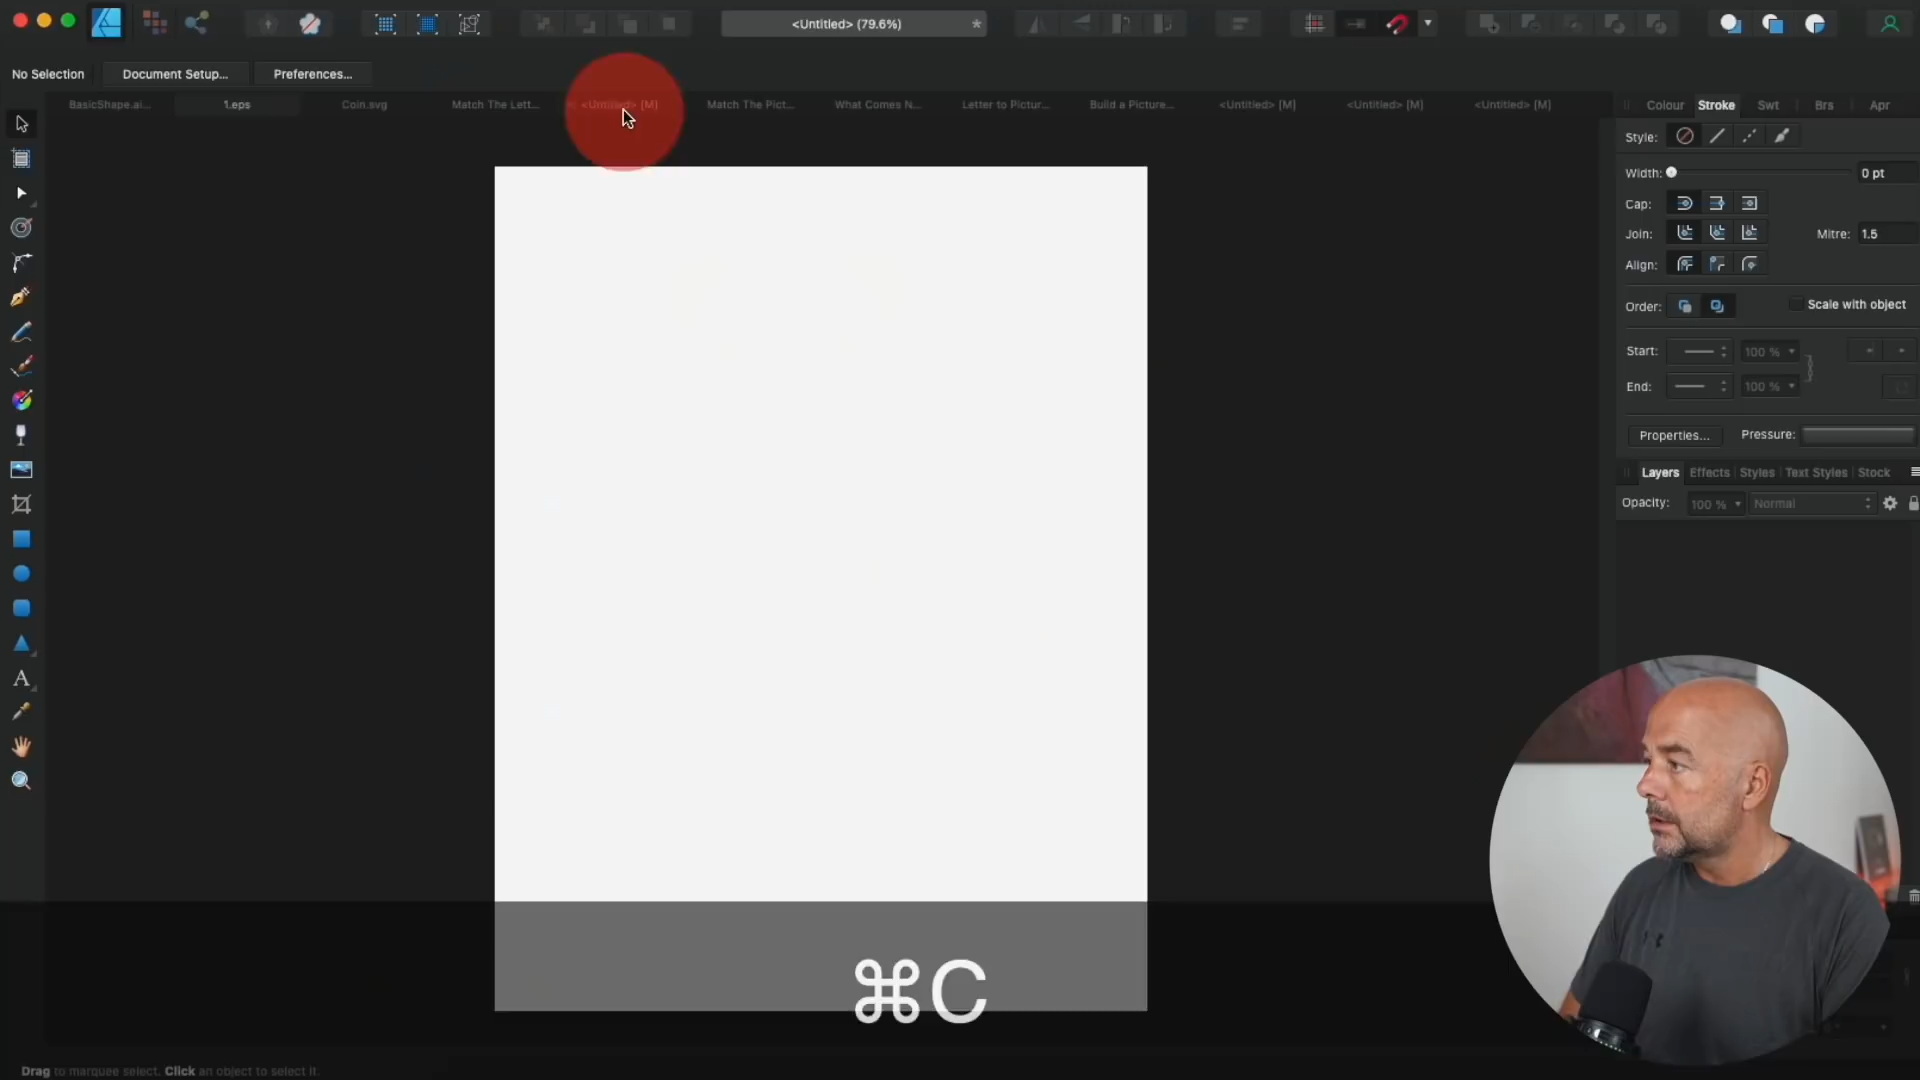 <Untitled> (79.6%)
*
No Selection
Document Setup...
Preferences...
BasicShape.ai...
1.eps
Coin.svg
Match The Lett...
<Untitled> [M]
Match The Pict...
What Comes N...
Letter to Pictur...
Build a Picture...
<Untitled> [M]
<Untitled> [M]
<Untitled> [M]
Colour
Stroke
Swt
Brs
Apr
Style:
Width:
0 pt
Cap:
Join:
Mitre:
1.5
Align:
Order:
Scale with object
Start:
100 %
End:
100 %
Properties...
Pressure:
Layers
Effects
Styles
Text Styles
Stock
Opacity:
100 %
Normal
⌘C
Drag to marquee select. Click an object to select it.